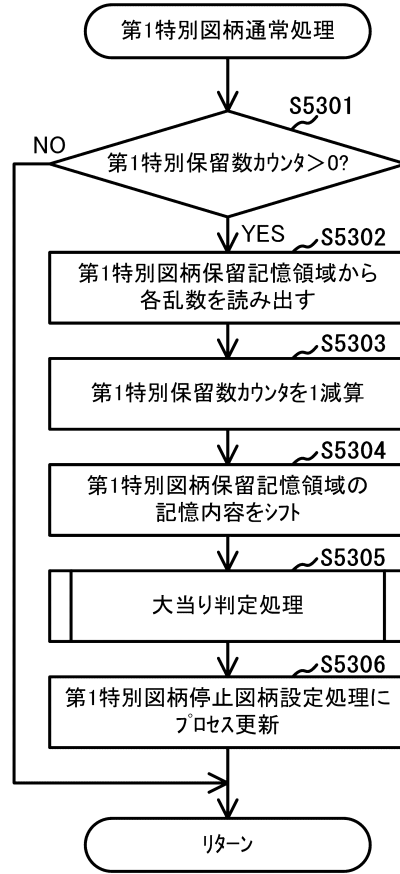 第1特別図柄通常処理
S5301
NO
第1特別保留数カウンタ>0?
YES
S5302
第1特別図柄保留記憶領域から
各乱数を読み出す
S5303
第1特別保留数カウンタを1減算
S5304
第1特別図柄保留記憶領域の
記憶内容をシフト
S5305
大当り判定処理
S5306
第1特別図柄停止図柄設定処理に
プロセス更新
リターン